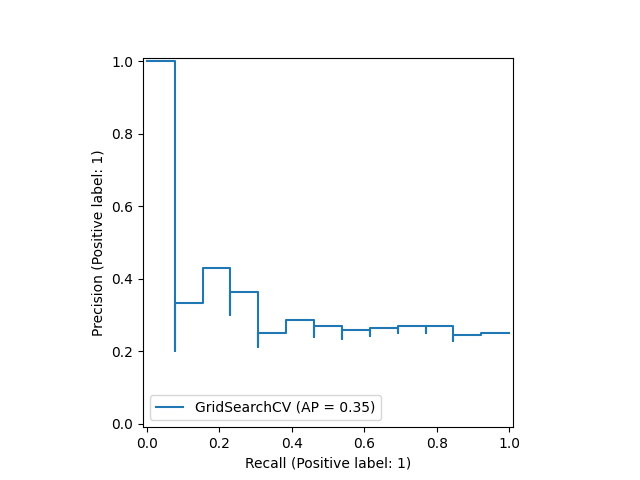 1.0
0.8
0.6
0.4
0.2
0.0
Precision (Positive label: 1)
GridSearchCV (AP = 0.35)
0.0 0.2 0.4 0.6 0.8 1.0
Recall (Positive label: 1)